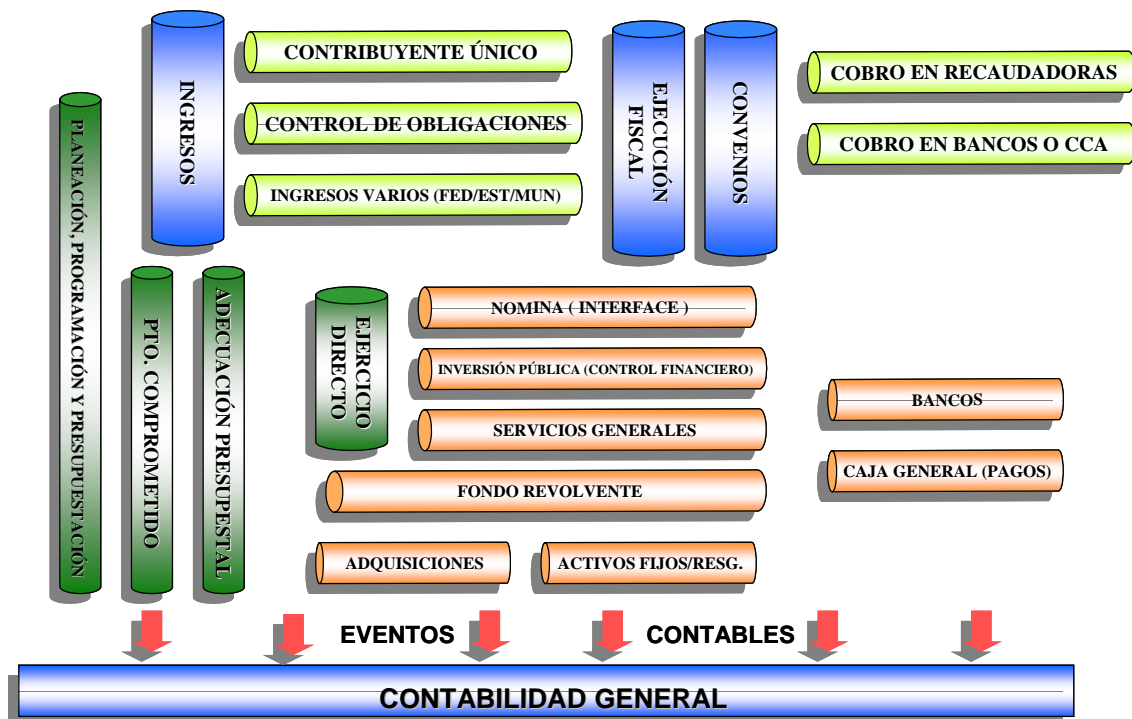 INGRESOS
CONTRIBUYENTE ÚNICO
CONTROL DE OBLIGACIONES
INGRESOS VARIOS (FED/EST/MUN)
EJECUCIÓN
FISCAL
CONVENIOS
COBRO EN RECAUDADORAS
COBRO EN BANCOS O CCA
PLANEACIÓN, PROGRAMACIÓN Y PRESUPUESTACIÓN
PTO. COMPROMETIDO
ADECUACIÓN PRESUPESTAL
EJERCICIO
DIRECTO
NOMINA ( INTERFACE )
INVERSIÓN PÚBLICA (CONTROL FINANCIERO)
SERVICIOS GENERALES
FONDO REVOLVENTE
ADQUISICIONES
ACTIVOS FIJOS/RESG.
BANCOS
CAJA GENERAL (PAGOS)
EVENTOS CONTABLES
CONTABILIDAD GENERAL